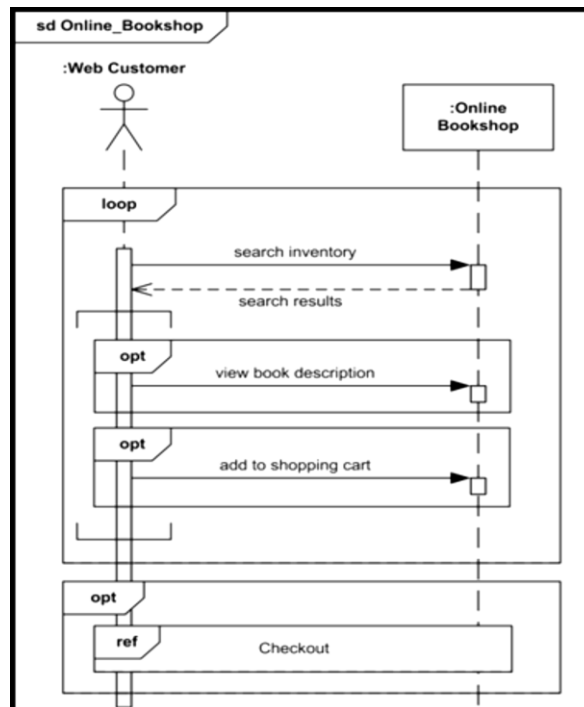 sd Online_Bookshop
:Web Customer
:Online
Bookshop
loop
search inventory
search results
opt
view book description
opt
add to shopping cart
opt
ref
Checkout